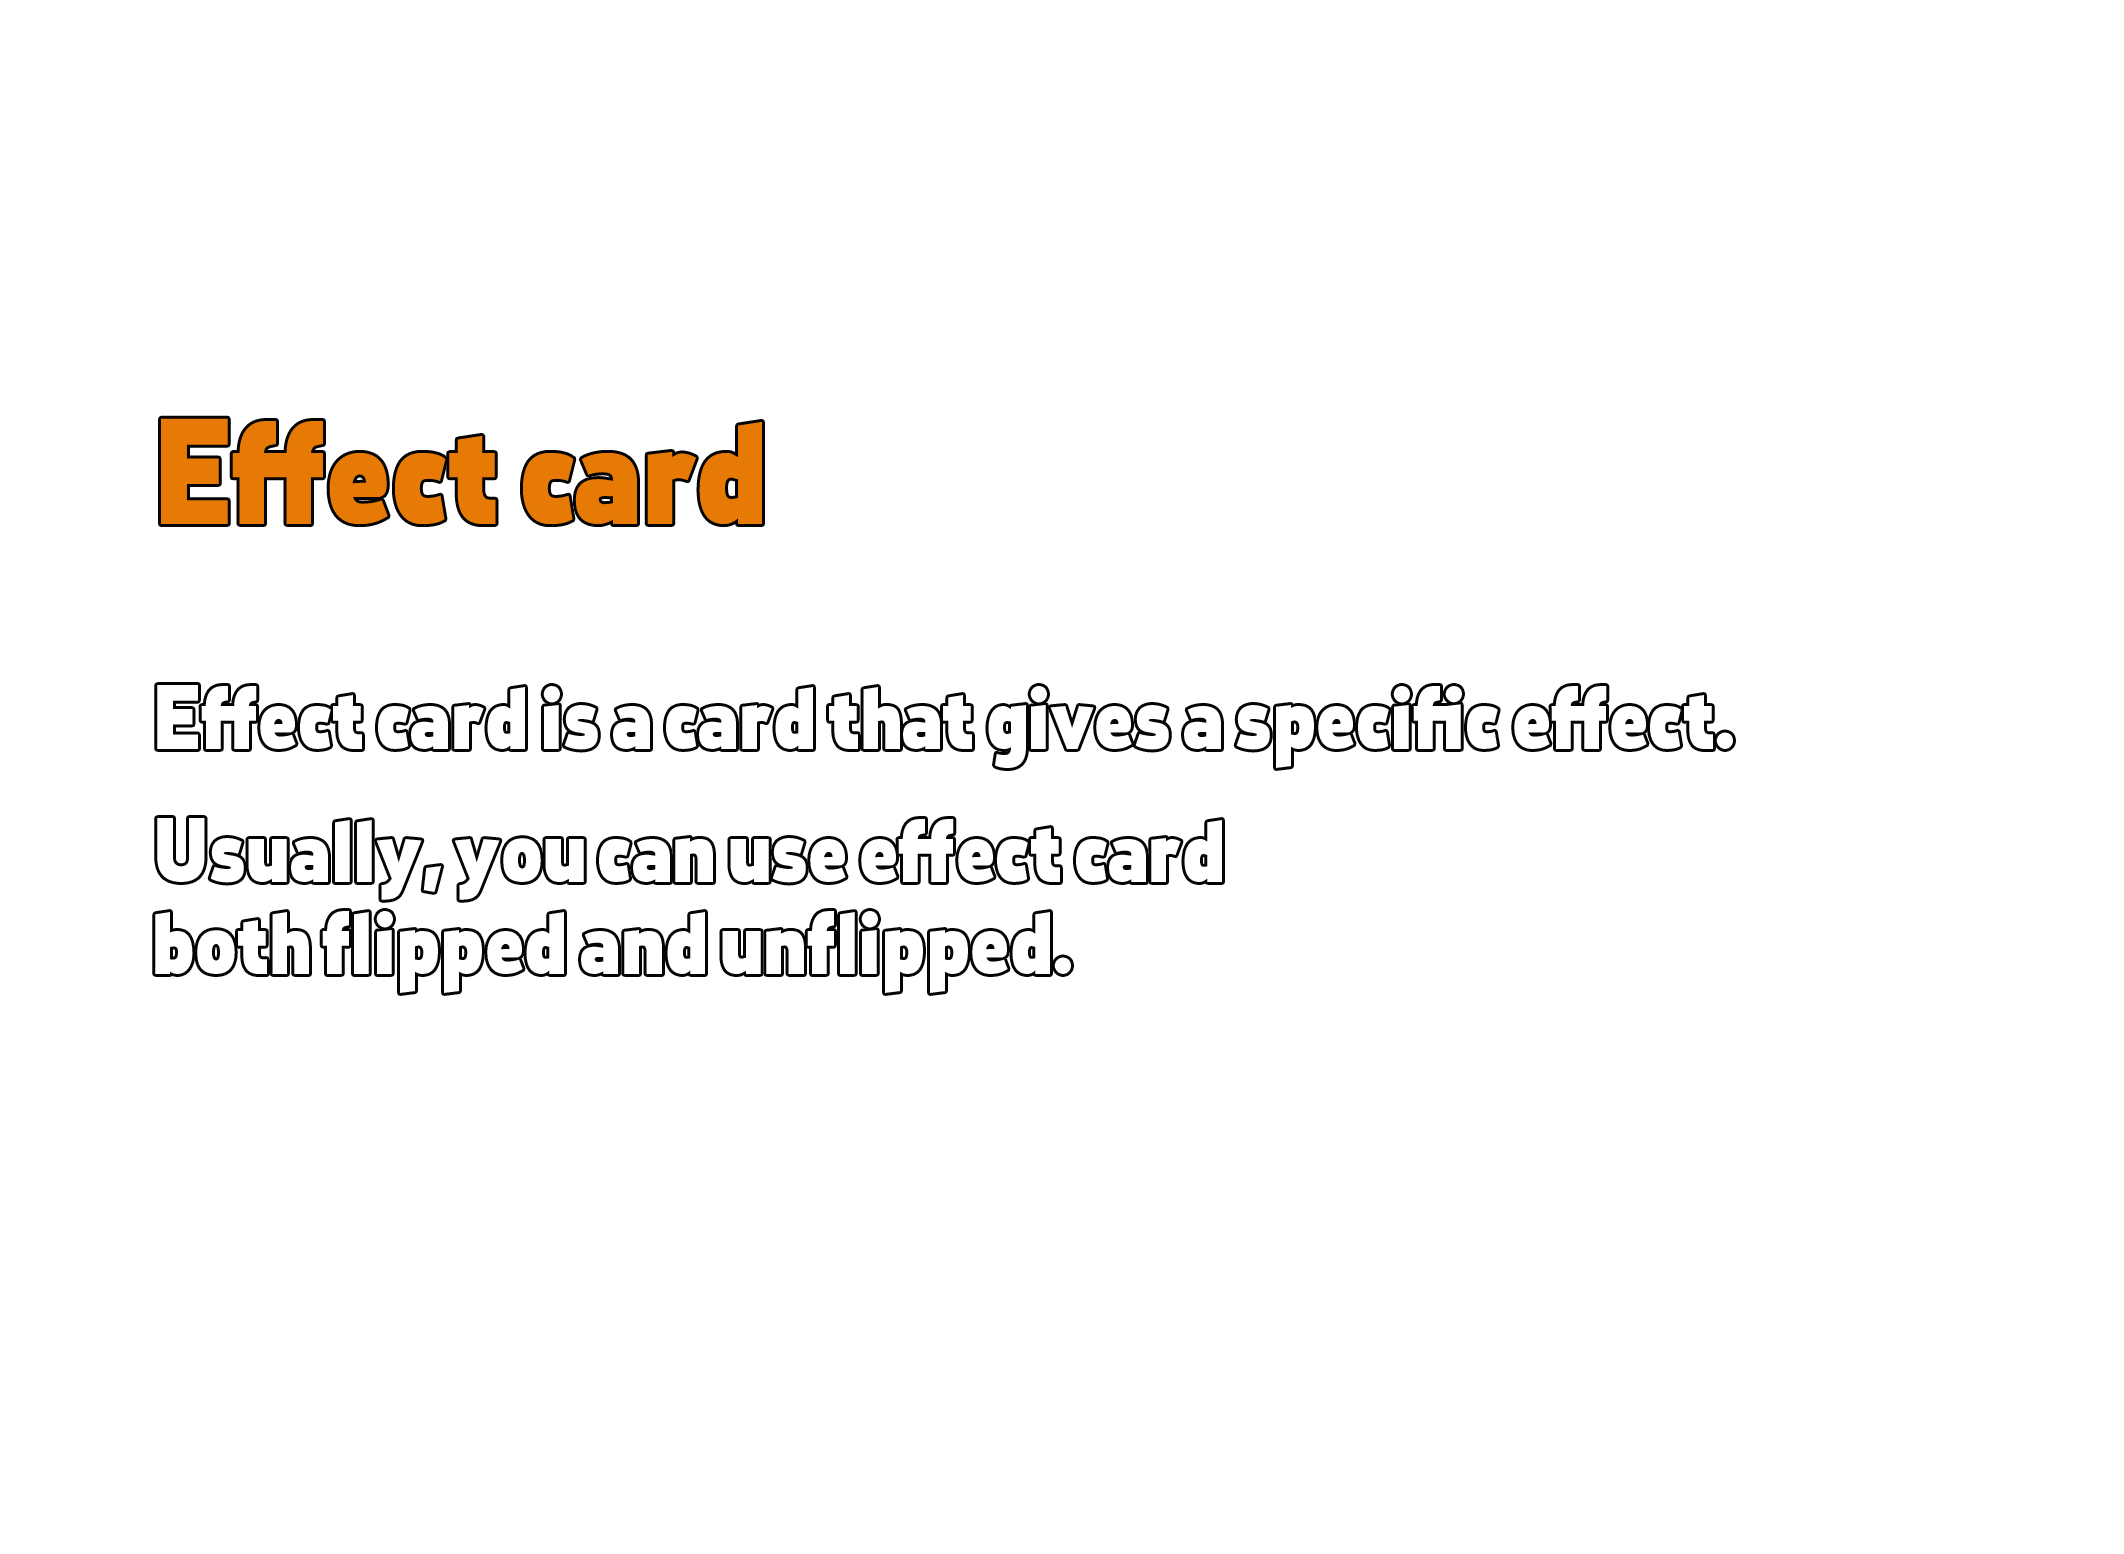 Effect card
Effect card is a card that gives a specific effect.
Usually, you can use effect card
both flipped and unflipped.